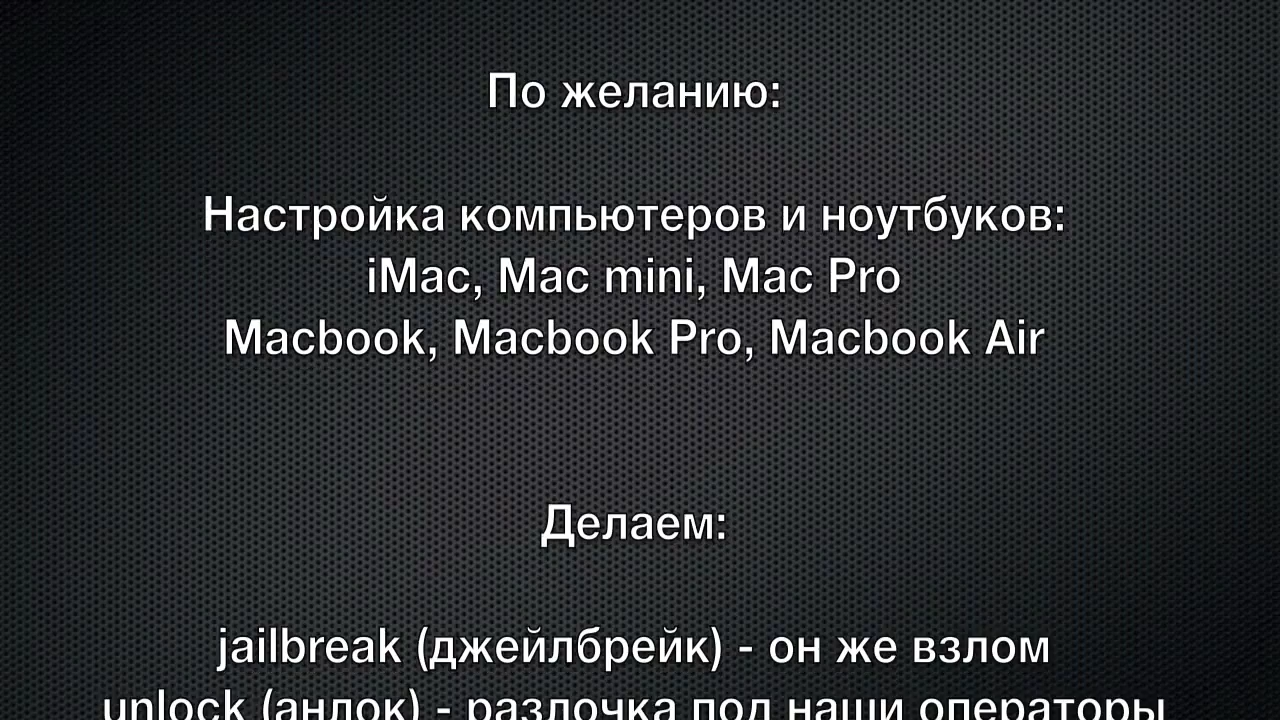 По желанию:
Настройка компьютеров и ноутбуков:
iMac, Mac mini, Mac Pro
Macbook, Macbook Pro, Macbook Air
Делаем:
jailbreak (джейлбрейк) - он же взлом
unlock (анлок) - разлочка под наши операторы